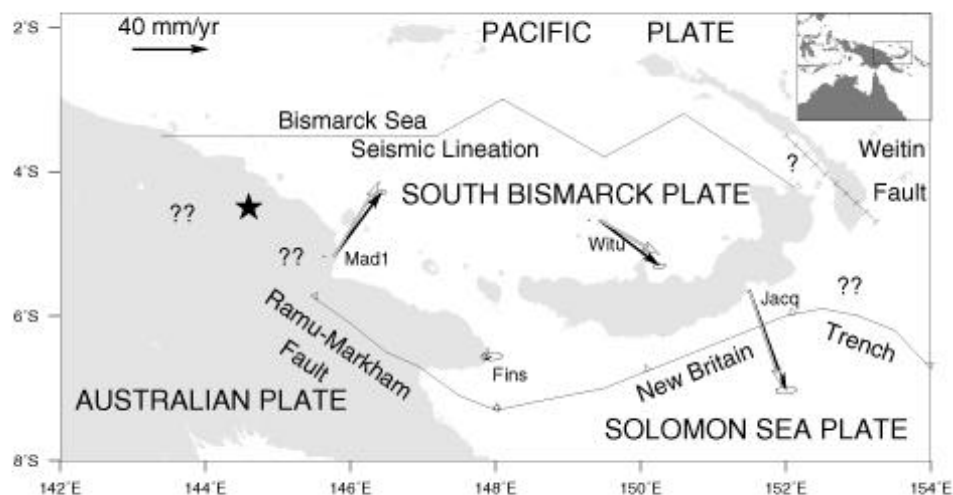 2°S
40 mm/yr
PACIFIC PLATE
Bismarck Sea
Seismic Lineation
?
Weitin
Fault
4°S
SOUTH BISMARCK PLATE
??
??
Mad1
Witu
Jacq
??
6°S
Ramu-Markham
Fault
Fins
New Britain
Trench
AUSTRALIAN PLATE
SOLOMON SEA PLATE
8°S
142°E 144°E 146°E 148°E 150°E 152°E 154°E